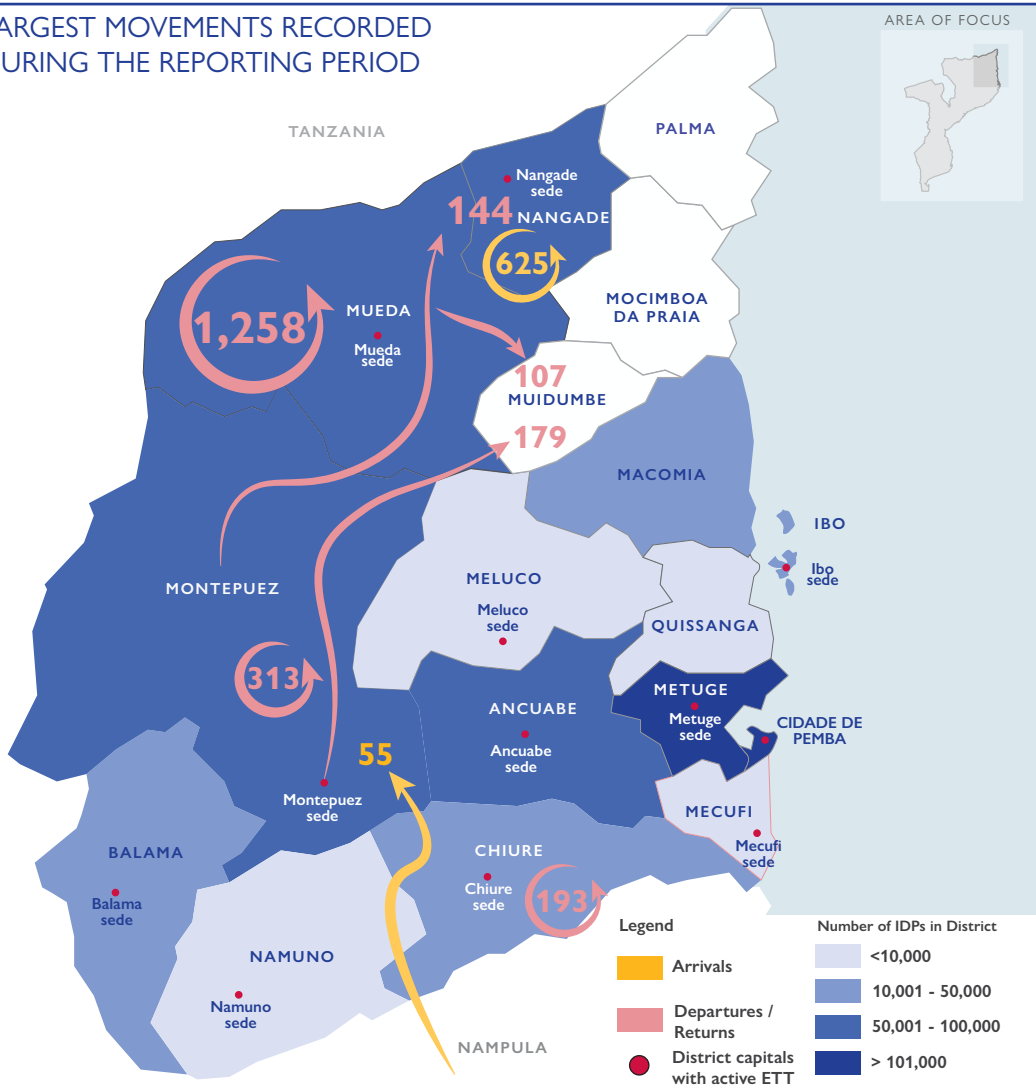 ARGEST MOVEMENTS RECORDED
URING THE REPORTING PERIOD
AREA OF FOCUS
TANZANIA
PALMA
Nangade
sede
144
NANGADE
625
1,258
MUEDA
Mueda
sede
MOCIMBOA
DA PRAIA
107
MUIDUMBE
179
MACOMIA
IBO
Ibo
sede
MONTEPUEZ
MELUCO
Meluco
sede
QUISSANGA
313
METUGE
Metuge
sede
ANCUABE
Ancuabe
sede
CIDADE DE
PEMBA
55
Montepuez
sede
MECUFI
Mecufi
sede
BALAMA
Balama
sede
CHIURE
Chiure
sede
193
NAMUNO
Namuno
sede
NAMPULA
Legend
Arrivals
Departures /
Returns
District capitals
with active ETT
Number of IDPs in District
<10,000
10,001 - 50,000
50,001 - 100,000
> 101,000